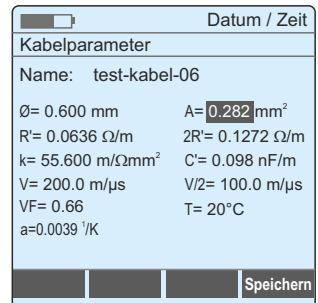 Datum / Zeit
Kabelparameter
Name: test-kabel-06
Ø= 0.600 mm A= 0.282 mm²
R'= 0.0636 Ω/m 2R'= 0.1272 Ω/m
k= 55.600 m/Ωmm² C'= 0.098 nF/m
V= 200.0 m/µs V/2= 100.0 m/µs
VF= 0.66 T= 20°C
a=0.0039 ¹/K
Speichern